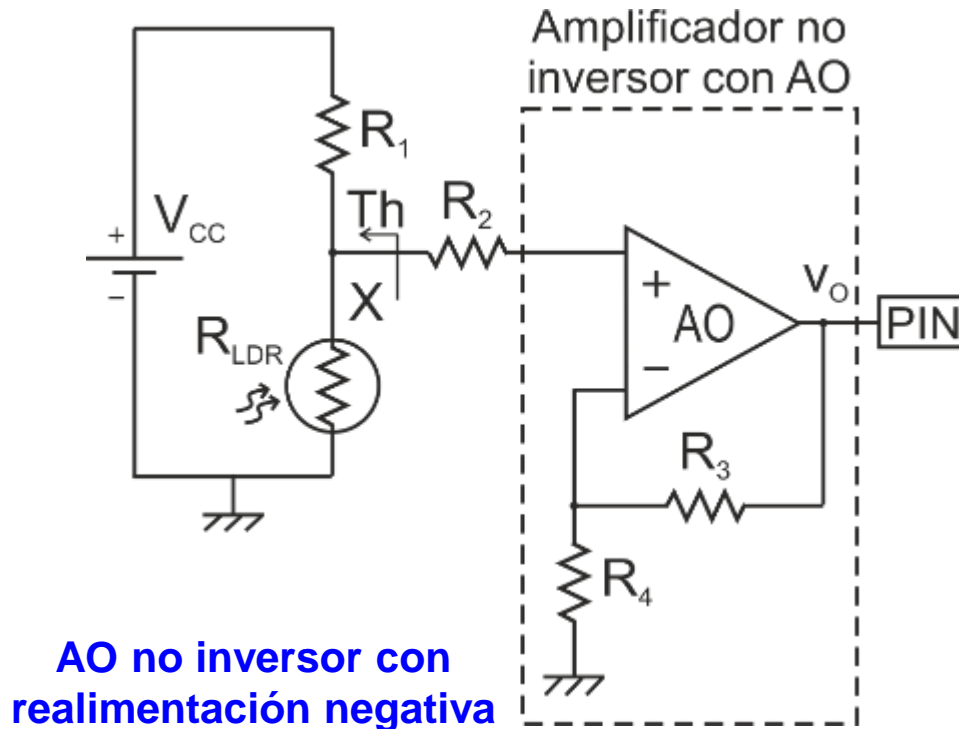 Amplificador no
inversor con AO
R1
Th
R2
+
VCC
−
X
RLDR
+
AO
−
vO
PIN
R3
R4
AO no inversor con
realimentación negativa